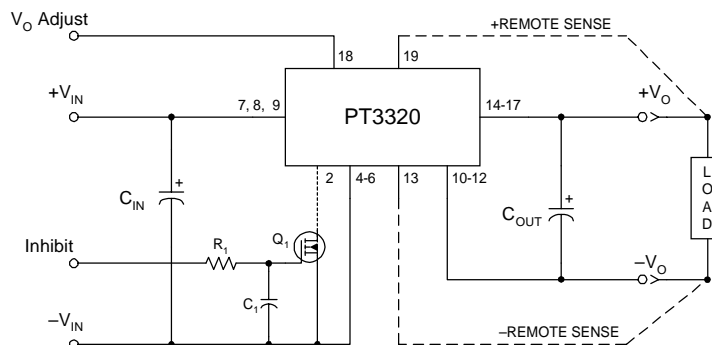 V_O Adjust
+REMOTE SENSE
18
19
+V_IN
7, 8, 9
PT3320
14-17
+V_O
2
4-6
13
10-12
+
C_IN
+
C_OUT
LOAD
Inhibit
R_1
Q_1
C_1
–V_O
–V_IN
–REMOTE SENSE